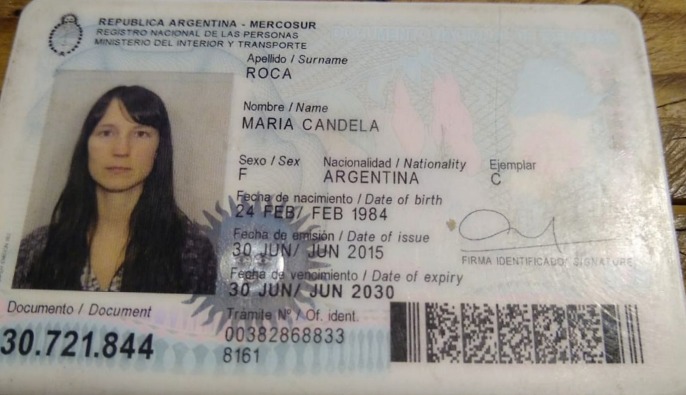 REPUBLICA ARGENTINA - MERCOSUR
REGISTRO NACIONAL DE LAS PERSONAS
MINISTERIO DEL INTERIOR Y TRANSPORTE
Apellido / Surname
ROCA
Nombre / Name
MARIA CANDELA
Sexo / Sex Nacionalidad / Nationality Ejemplar
F ARGENTINA C
Fecha de nacimiento / Date of birth
24 FEB/ FEB 1984
Fecha de emisión / Date of issue
30 JUN/ JUN 2015
FIRMA IDENTIFICADO/ SIGNATURE
Fecha de vencimiento / Date of expiry
30 JUN/ JUN 2030
Documento / Document
30.721.844
Trámite Nº / Of. ident.
00382868833
8161